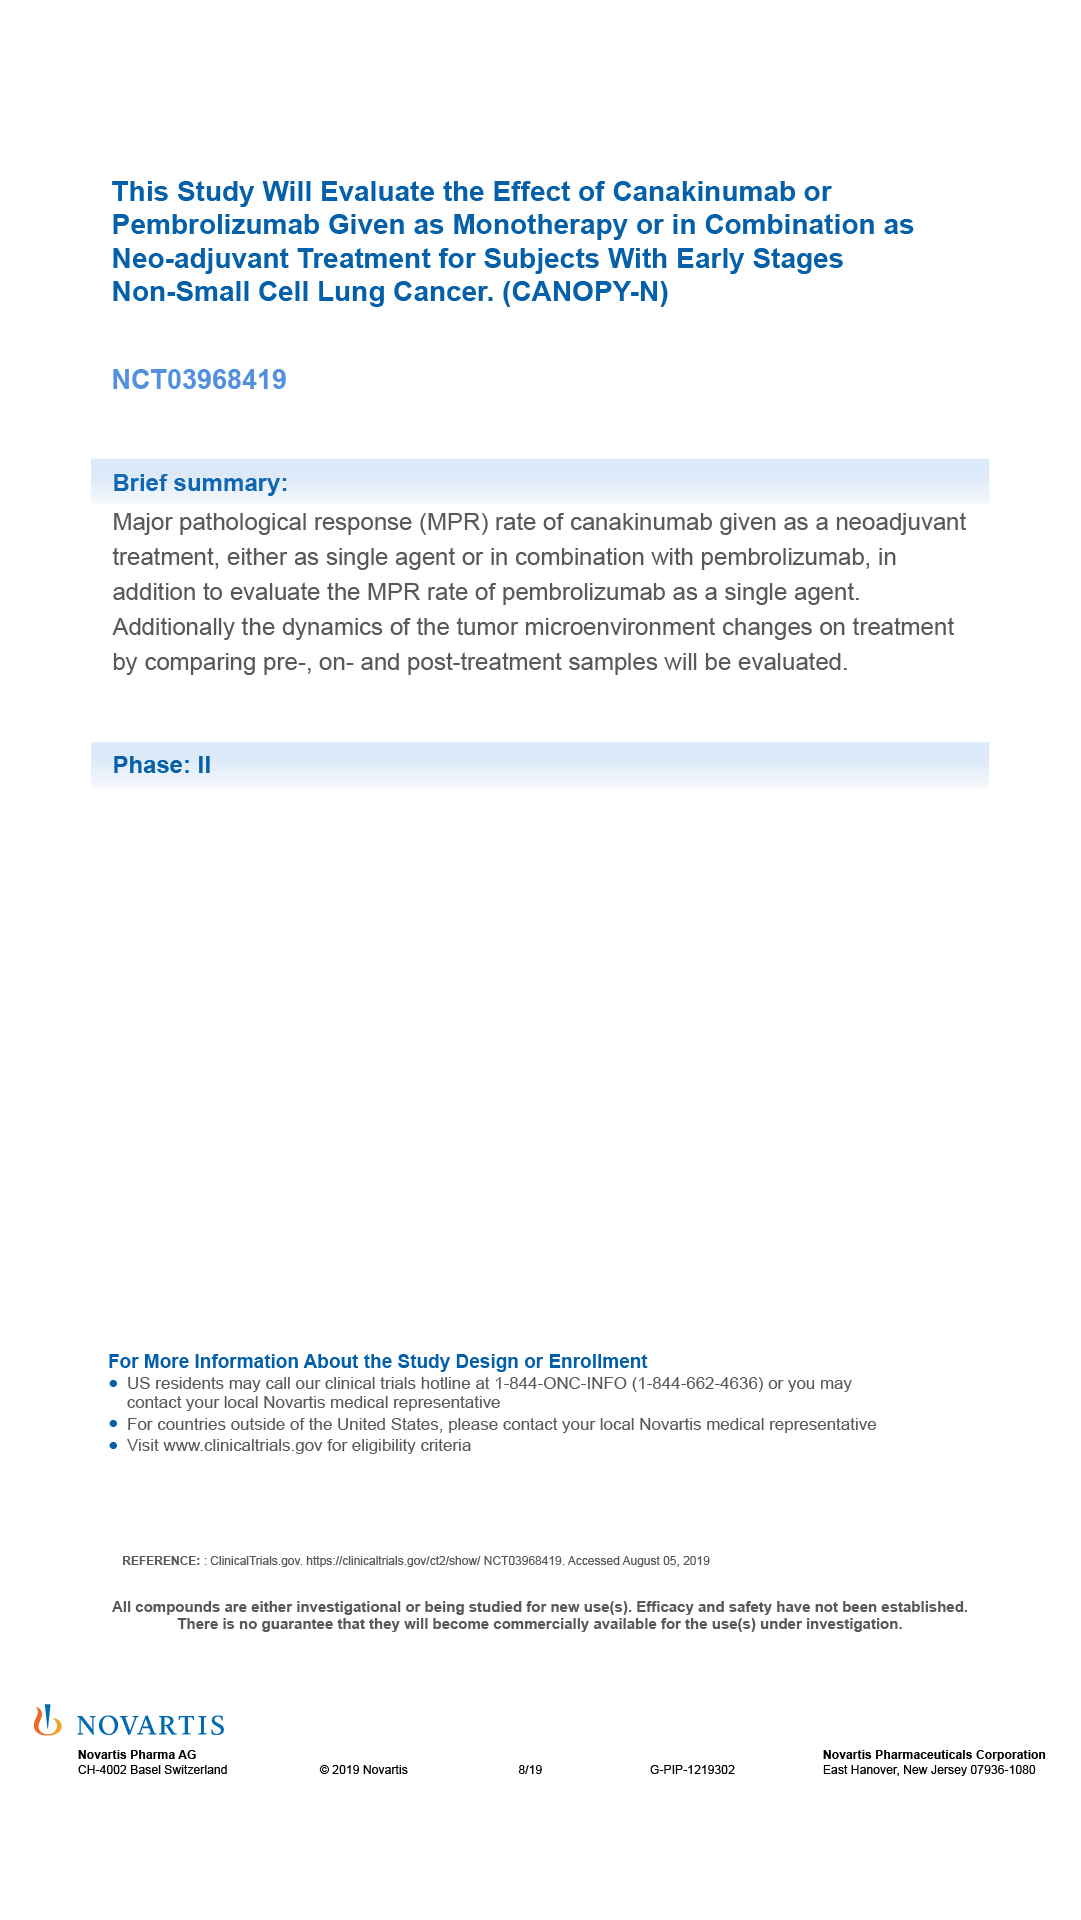 This Study Will Evaluate the Effect of Canakinumab or
Pembrolizumab Given as Monotherapy or in Combination as
Neo-adjuvant Treatment for Subjects With Early Stages
Non-Small Cell Lung Cancer. (CANOPY-N)
NCT03968419
Brief summary:
Major pathological response (MPR) rate of canakinumab given as a neoadjuvant
treatment, either as single agent or in combination with pembrolizumab, in
addition to evaluate the MPR rate of pembrolizumab as a single agent.
Additionally the dynamics of the tumor microenvironment changes on treatment
by comparing pre-, on- and post-treatment samples will be evaluated.
Phase: II
For More Information About the Study Design or Enrollment
● US residents may call our clinical trials hotline at 1-844-ONC-INFO (1-844-662-4636) or you may
contact your local Novartis medical representative
● For countries outside of the United States, please contact your local Novartis medical representative
● Visit www.clinicaltrials.gov for eligibility criteria
REFERENCE: : ClinicalTrials.gov. https://clinicaltrials.gov/ct2/show/ NCT03968419. Accessed August 05, 2019
All compounds are either investigational or being studied for new use(s). Efficacy and safety have not been established.
There is no guarantee that they will become commercially available for the use(s) under investigation.
NOVARTIS
Novartis Pharma AG
CH-4002 Basel Switzerland
© 2019 Novartis
8/19
G-PIP-1219302
Novartis Pharmaceuticals Corporation
East Hanover, New Jersey 07936-1080